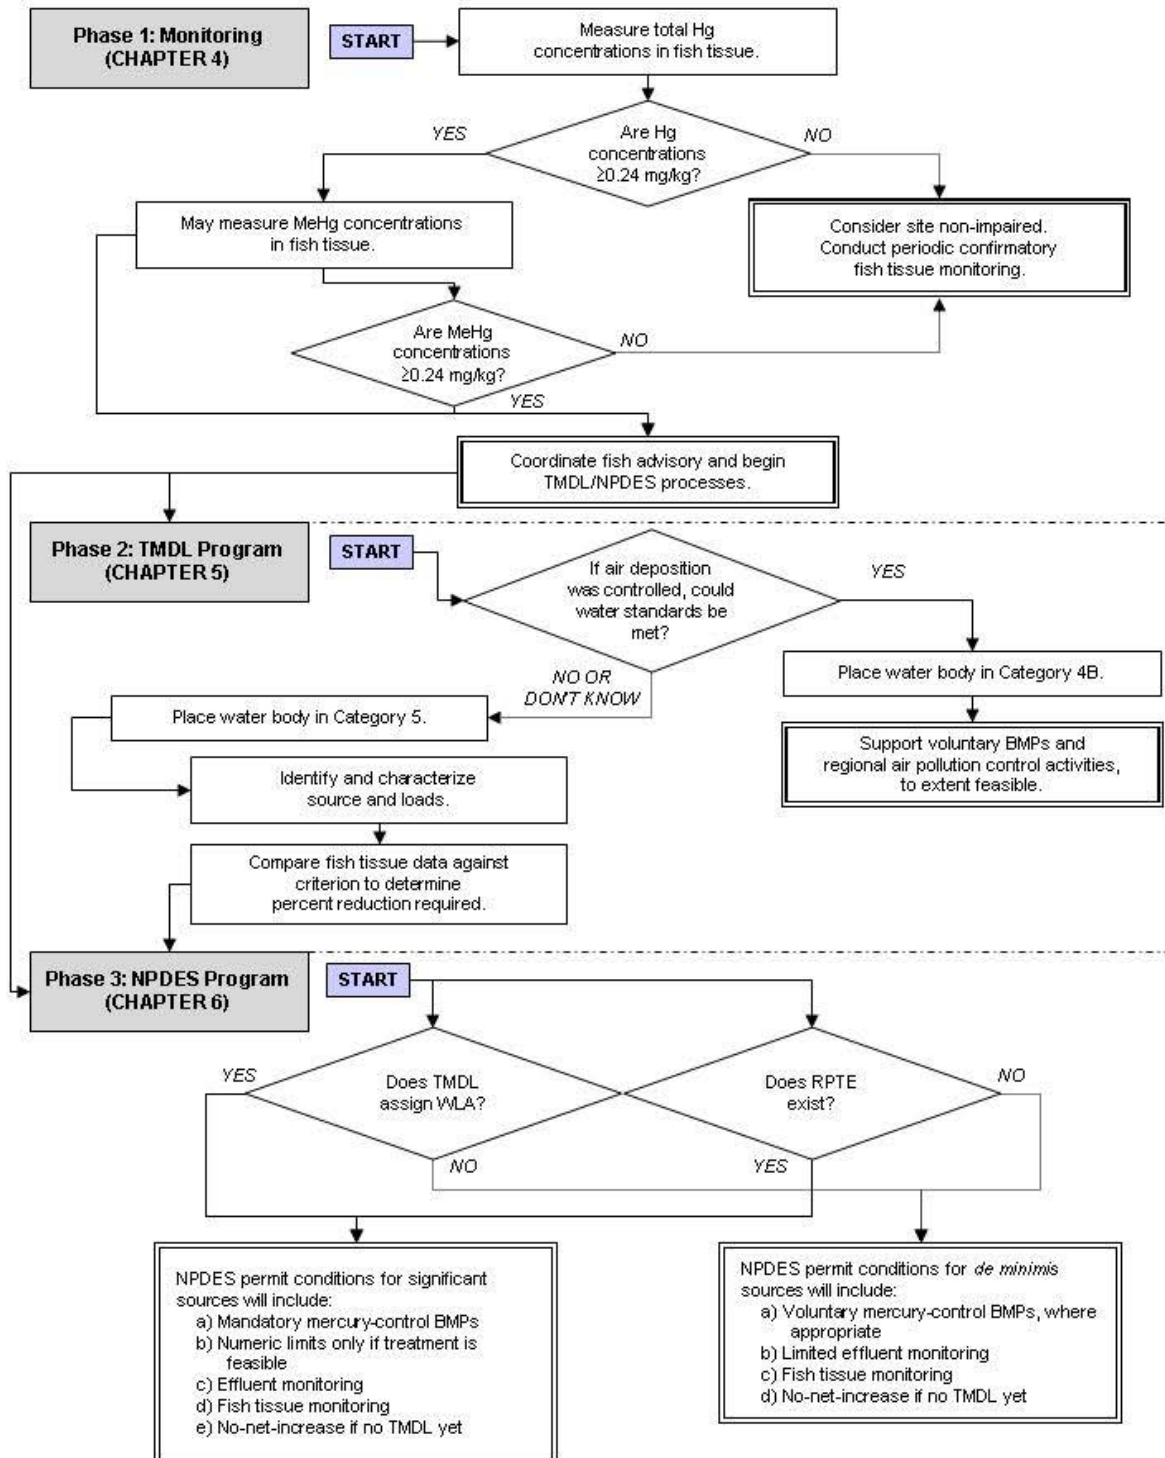 Phase 1: Monitoring
(CHAPTER 4)
START
Measure total Hg
concentrations in fish tissue.
YES
Are Hg
concentrations
≥0.24 mg/kg?
NO
May measure MeHg concentrations
in fish tissue.
Consider site non-impaired.
Conduct periodic confirmatory
fish tissue monitoring.
Are MeHg
concentrations
≥0.24 mg/kg?
NO
YES
Coordinate fish advisory and begin
TMDL/NPDES processes.
Phase 2: TMDL Program
(CHAPTER 5)
START
If air deposition
was controlled, could
water standards be
met?
YES
NO OR
DON'T KNOW
Place water body in Category 4B.
Place water body in Category 5.
Support voluntary BMPs and
regional air pollution control activities,
to extent feasible.
Identify and characterize
source and loads.
Compare fish tissue data against
criterion to determine
percent reduction required.
Phase 3: NPDES Program
(CHAPTER 6)
START
YES
Does TMDL
assign WLA?
NO
Does RPTE
exist?
NO
YES
NPDES permit conditions for significant
sources will include:
a) Mandatory mercury-control BMPs
b) Numeric limits only if treatment is
feasible
c) Effluent monitoring
d) Fish tissue monitoring
e) No-net-increase if no TMDL yet
NPDES permit conditions for de minimis
sources will include:
a) Voluntary mercury-control BMPs, where
appropriate
b) Limited effluent monitoring
c) Fish tissue monitoring
d) No-net-increase if no TMDL yet